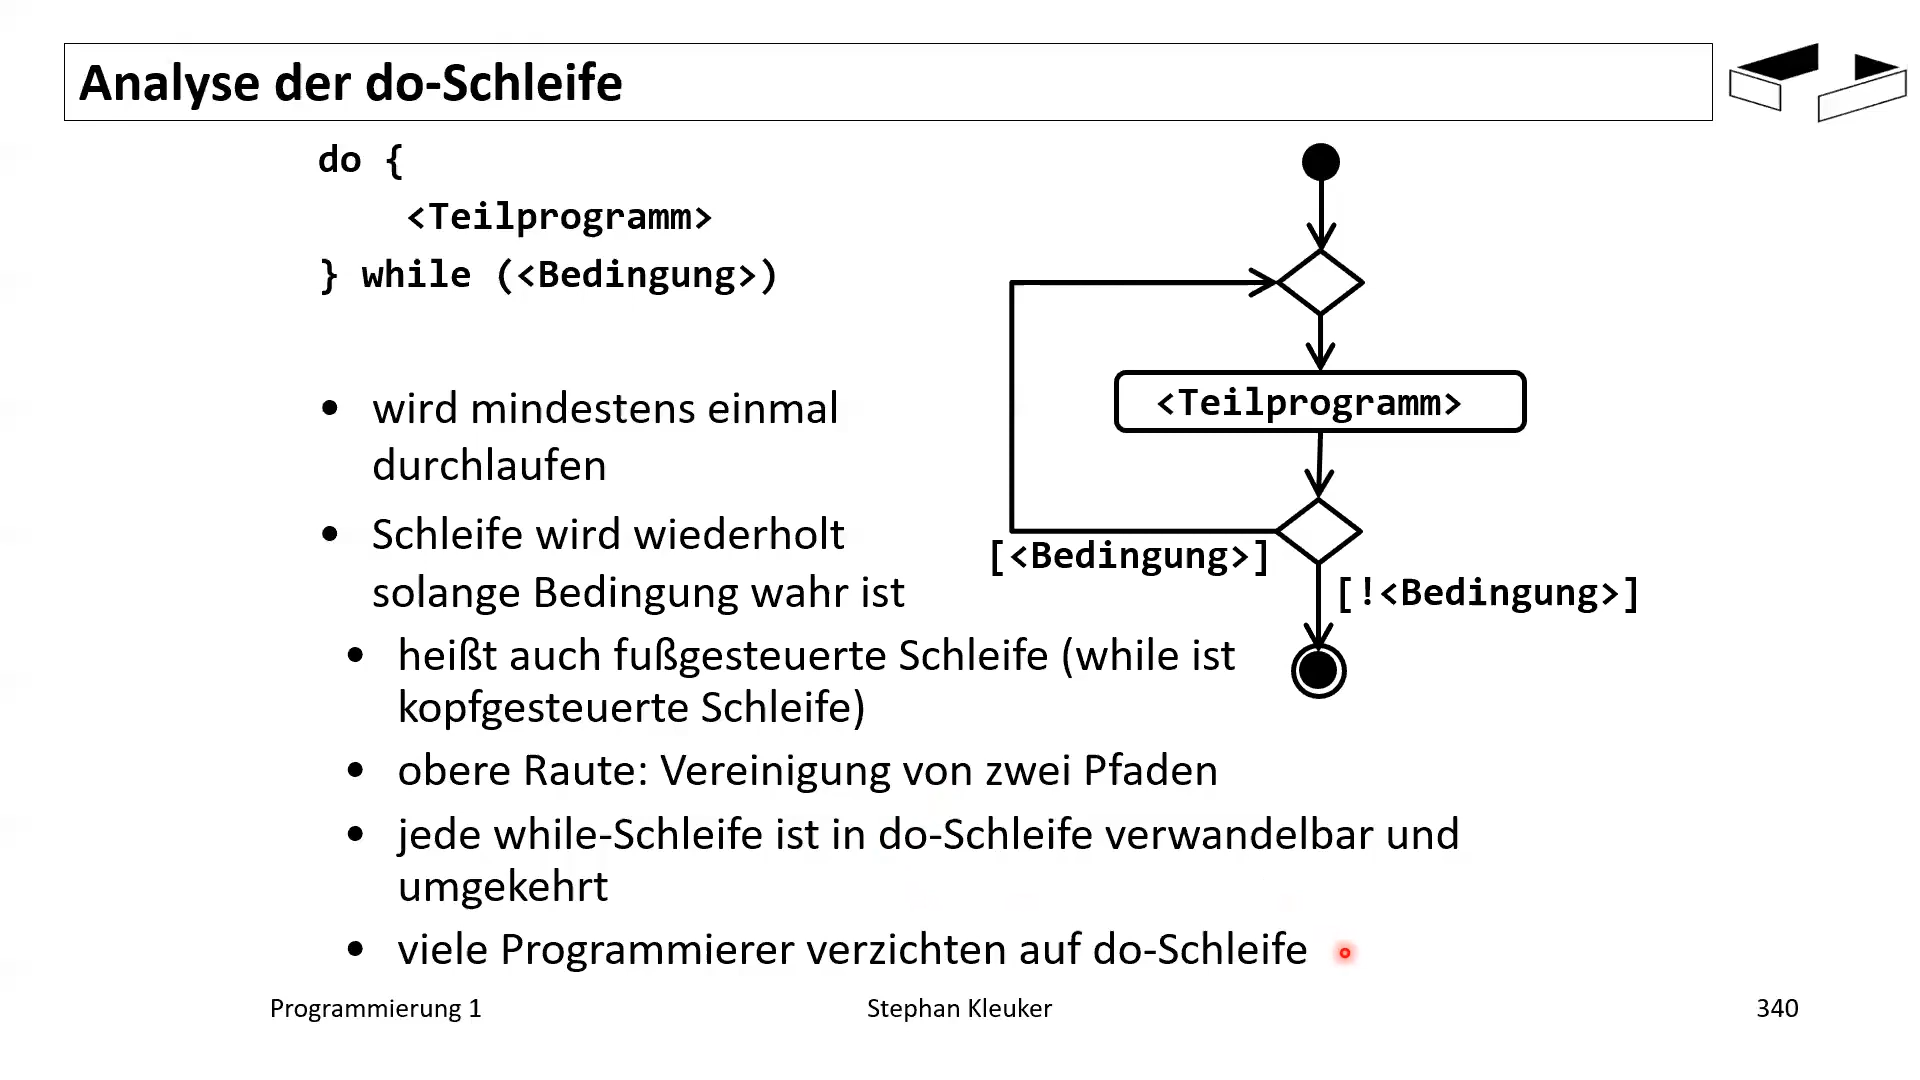 Analyse der do-Schleife
do {
<Teilprogramm>
} while (<Bedingung>)
• wird mindestens einmal
durchlaufen
• Schleife wird wiederholt
solange Bedingung wahr ist
• heißt auch fußgesteuerte Schleife (while ist
kopfgesteuerte Schleife)
• obere Raute: Vereinigung von zwei Pfaden
• jede while-Schleife ist in do-Schleife verwandelbar und
umgekehrt
• viele Programmierer verzichten auf do-Schleife
<Teilprogramm>
[<Bedingung>]
[!<Bedingung>]
Programmierung 1
Stephan Kleuker
340